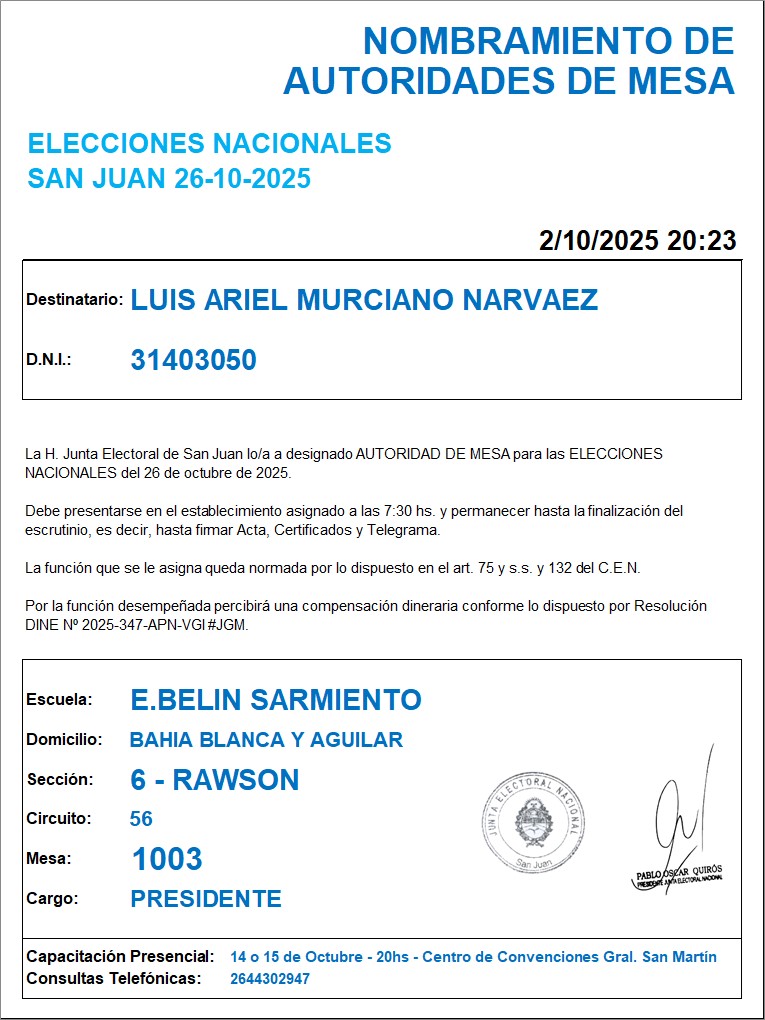 NOMBRAMIENTO DE
AUTORIDADES DE MESA
ELECCIONES NACIONALES
SAN JUAN 26-10-2025
2/10/2025 20:23
Destinatario: LUIS ARIEL MURCIANO NARVAEZ
D.N.I.: 31403050
La H. Junta Electoral de San Juan lo/a a designado AUTORIDAD DE MESA para las ELECCIONES
NACIONALES del 26 de octubre de 2025.
Debe presentarse en el establecimiento asignado a las 7:30 hs. y permanecer hasta la finalización del
escrutinio, es decir, hasta firmar Acta, Certificados y Telegrama.
La función que se le asigna queda normada por lo dispuesto en el art. 75 y s.s. y 132 del C.E.N.
Por la función desempeñada percibirá una compensación dineraria conforme lo dispuesto por Resolución
DINE Nº 2025-347-APN-VGI#JGM.
Escuela: E.BELIN SARMIENTO
Domicilio: BAHIA BLANCA Y AGUILAR
Sección: 6 - RAWSON
Circuito: 56
Mesa: 1003
Cargo: PRESIDENTE
JUNTA ELECTORAL NACIONAL
San Juan
PABLO OSCAR QUIRÓS
PRESIDENTE JUNTA ELECTORAL NACIONAL
Capacitación Presencial: 14 o 15 de Octubre - 20hs - Centro de Convenciones Gral. San Martín
Consultas Telefónicas: 2644302947